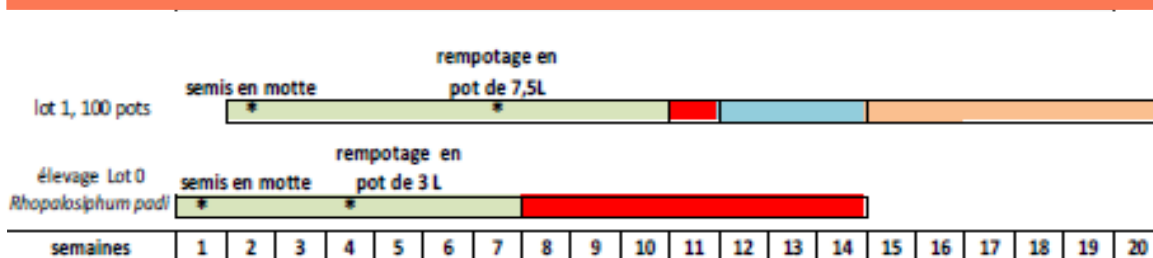 rempotage en
semis en motte pot de 7,5L
lot 1, 100 pots * *
rempotage en
élevage Lot 0 semis en motte pot de 3 L
Rhopalosiphum padi * *
semaines 1 2 3 4 5 6 7 8 9 10 11 12 13 14 15 16 17 18 19 20